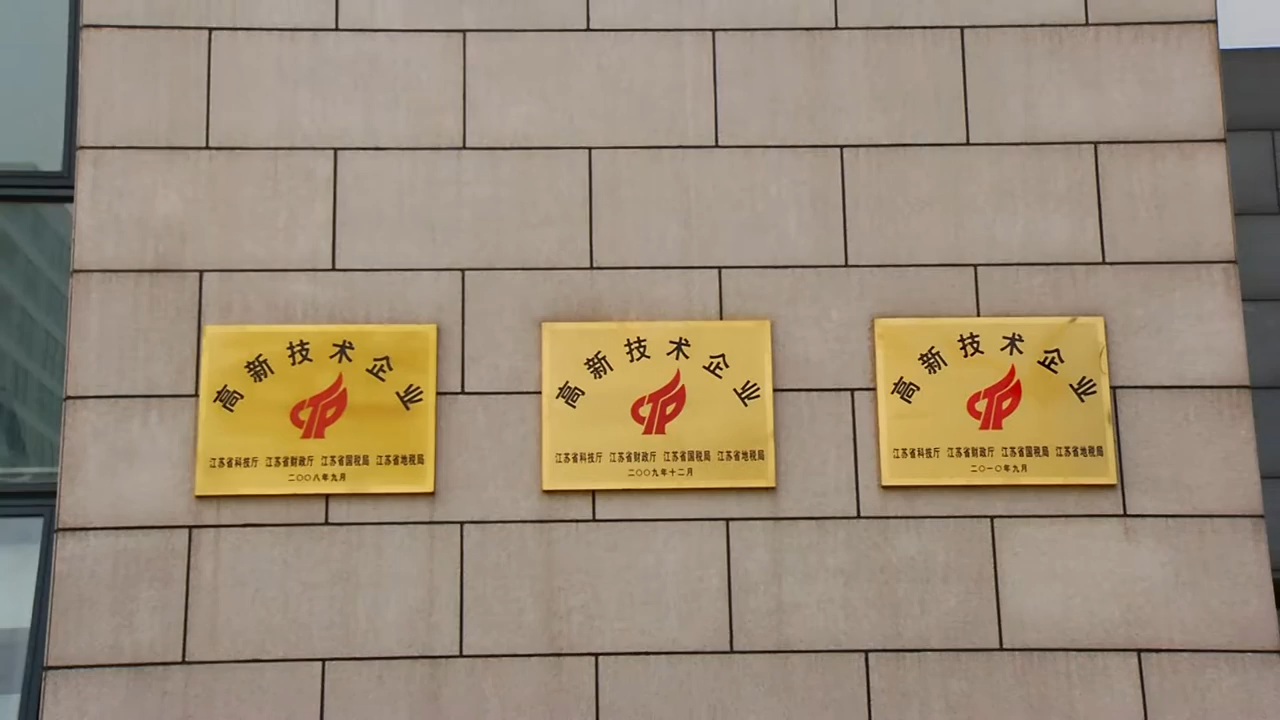 高新技术企业
CTP
江苏省科技厅 江苏省财政厅 江苏省国税局 江苏省地税局
二〇〇八年九月
高新技术企业
CTP
江苏省科技厅 江苏省财政厅 江苏省国税局 江苏省地税局
二〇〇九年十二月
高新技术企业
CTP
江苏省科技厅 江苏省财政厅 江苏省国税局 江苏省地税局
二〇一〇年九月